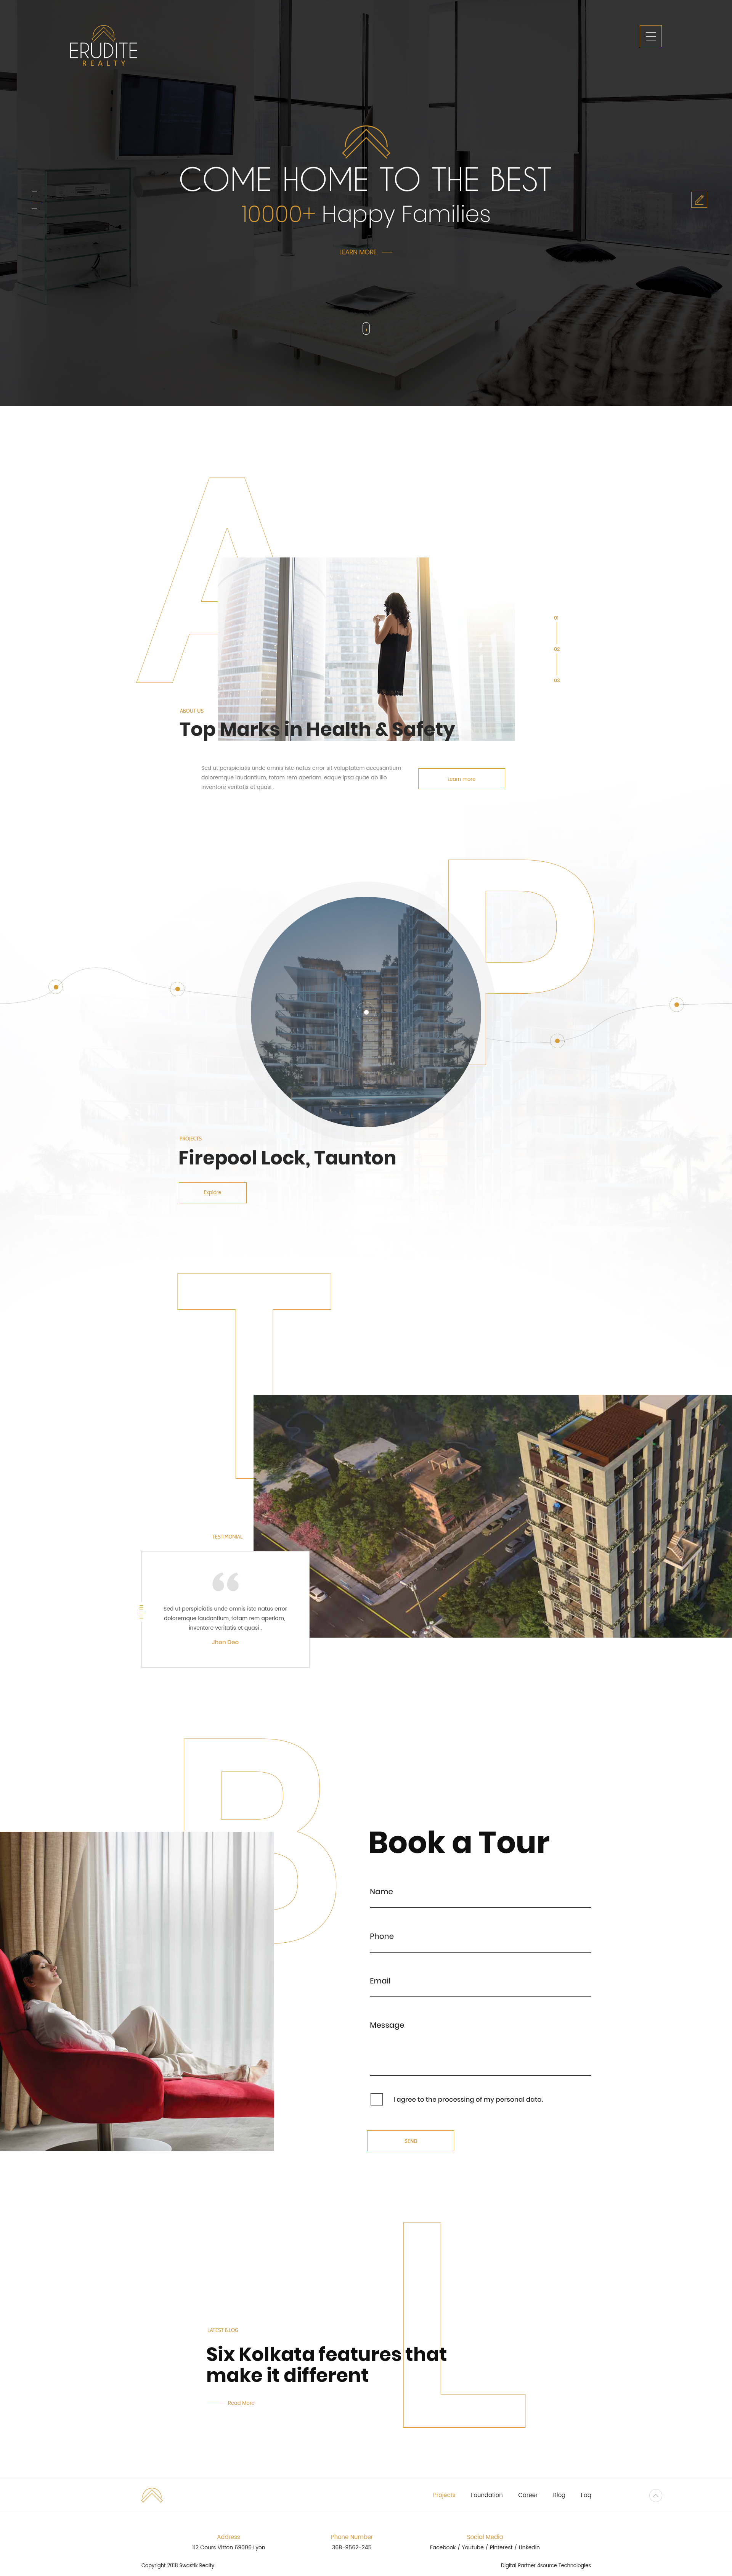 ERUDITE
REALTY
COME HOME TO THE BEST
10000+ Happy Families
LEARN MORE
A
01
02
03
ABOUT US
Top Marks in Health & Safety
Sed ut perspiciatis unde omnis iste natus error sit voluptatem accusantium
doloremque laudantium, totam rem aperiam, eaque ipsa quae ab illo
inventore veritatis et quasi .
Learn more
P
PROJECTS
Firepool Lock, Taunton
Explore
T
TESTIMONIAL
“
Sed ut perspiciatis unde omnis iste natus error
doloremque laudantium, totam rem aperiam,
inventore veritatis et quasi .
Jhon Doo
B
Book a Tour
Name
Phone
Email
Message
I agree to the processing of my personal data.
SEND
L
LATEST BLOG
Six Kolkata features that
make it different
Read More
Projects Foundation Career Blog Faq
Address Phone Number Social Media
112 Cours Vitton 69006 Lyon 368-9562-245 Facebook / Youtube / Pinterest / Linkedin
Copyright 2018 Swastik Realty Digital Partner 4source Technologies